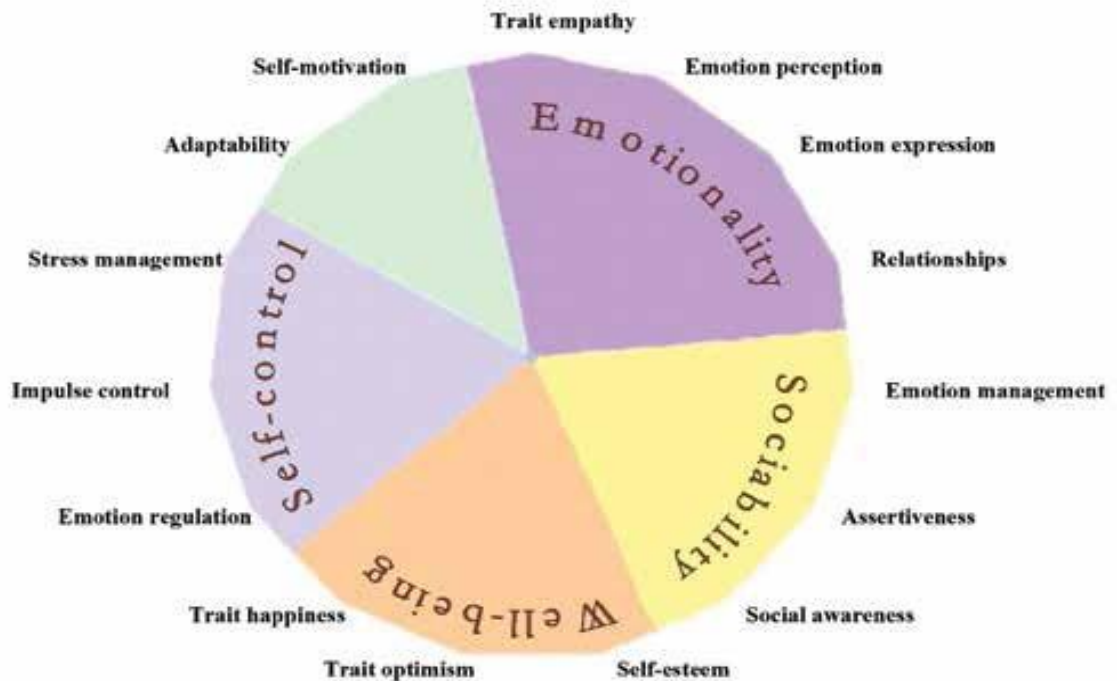 Trait empathy
Emotion perception
Emotion expression
Relationships
Emotion management
Assertiveness
Social awareness
Self-esteem
Trait optimism
Trait happiness
Emotion regulation
Impulse control
Stress management
Adaptability
Self-motivation
Emotionality
Sociability
Well-being
Self-control